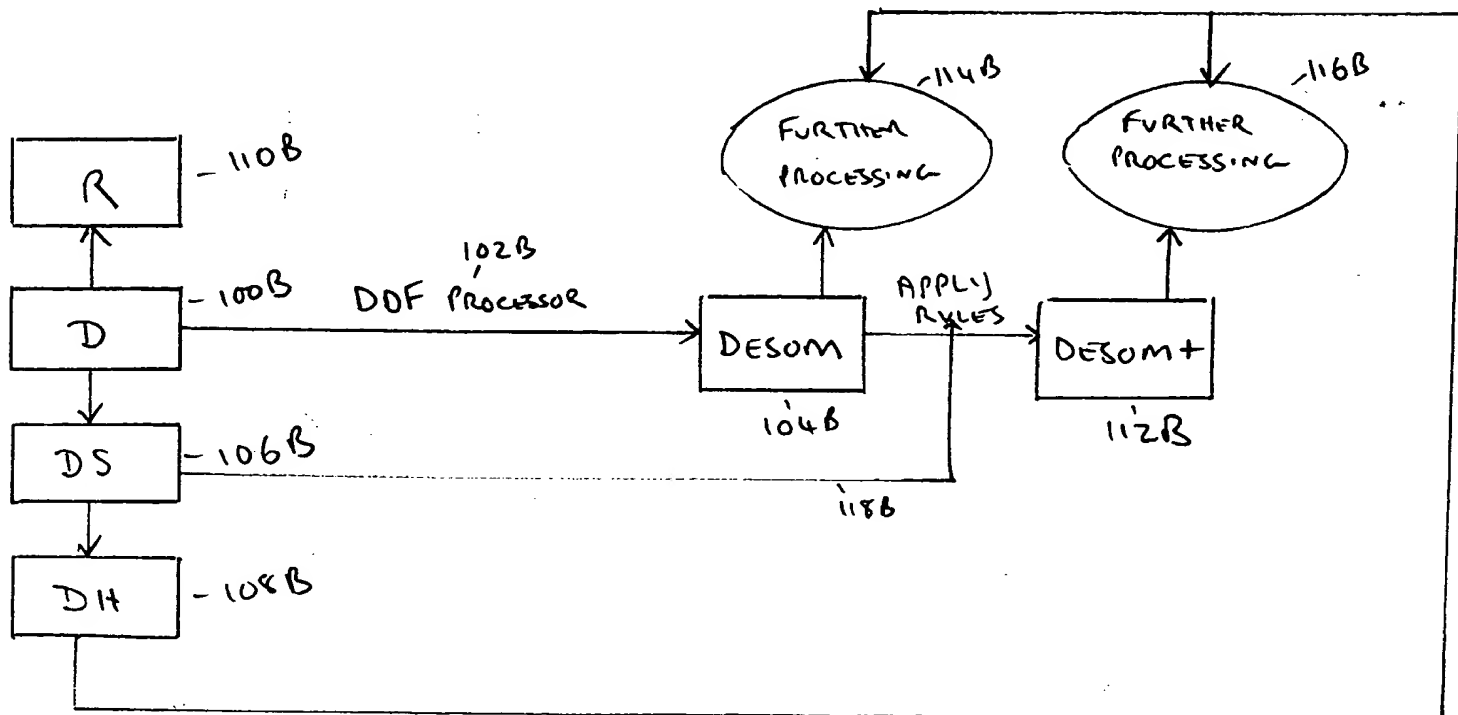 -114B
-116B
FURTHER
PROCESSING
FURTHER
PROCESSING
R
-110B
102B
D
-100B
DOF PROCESSOR
APPLY
RULES
DESOM
DESOM+
104B
112B
DS
-106B
118B
DH
-108B